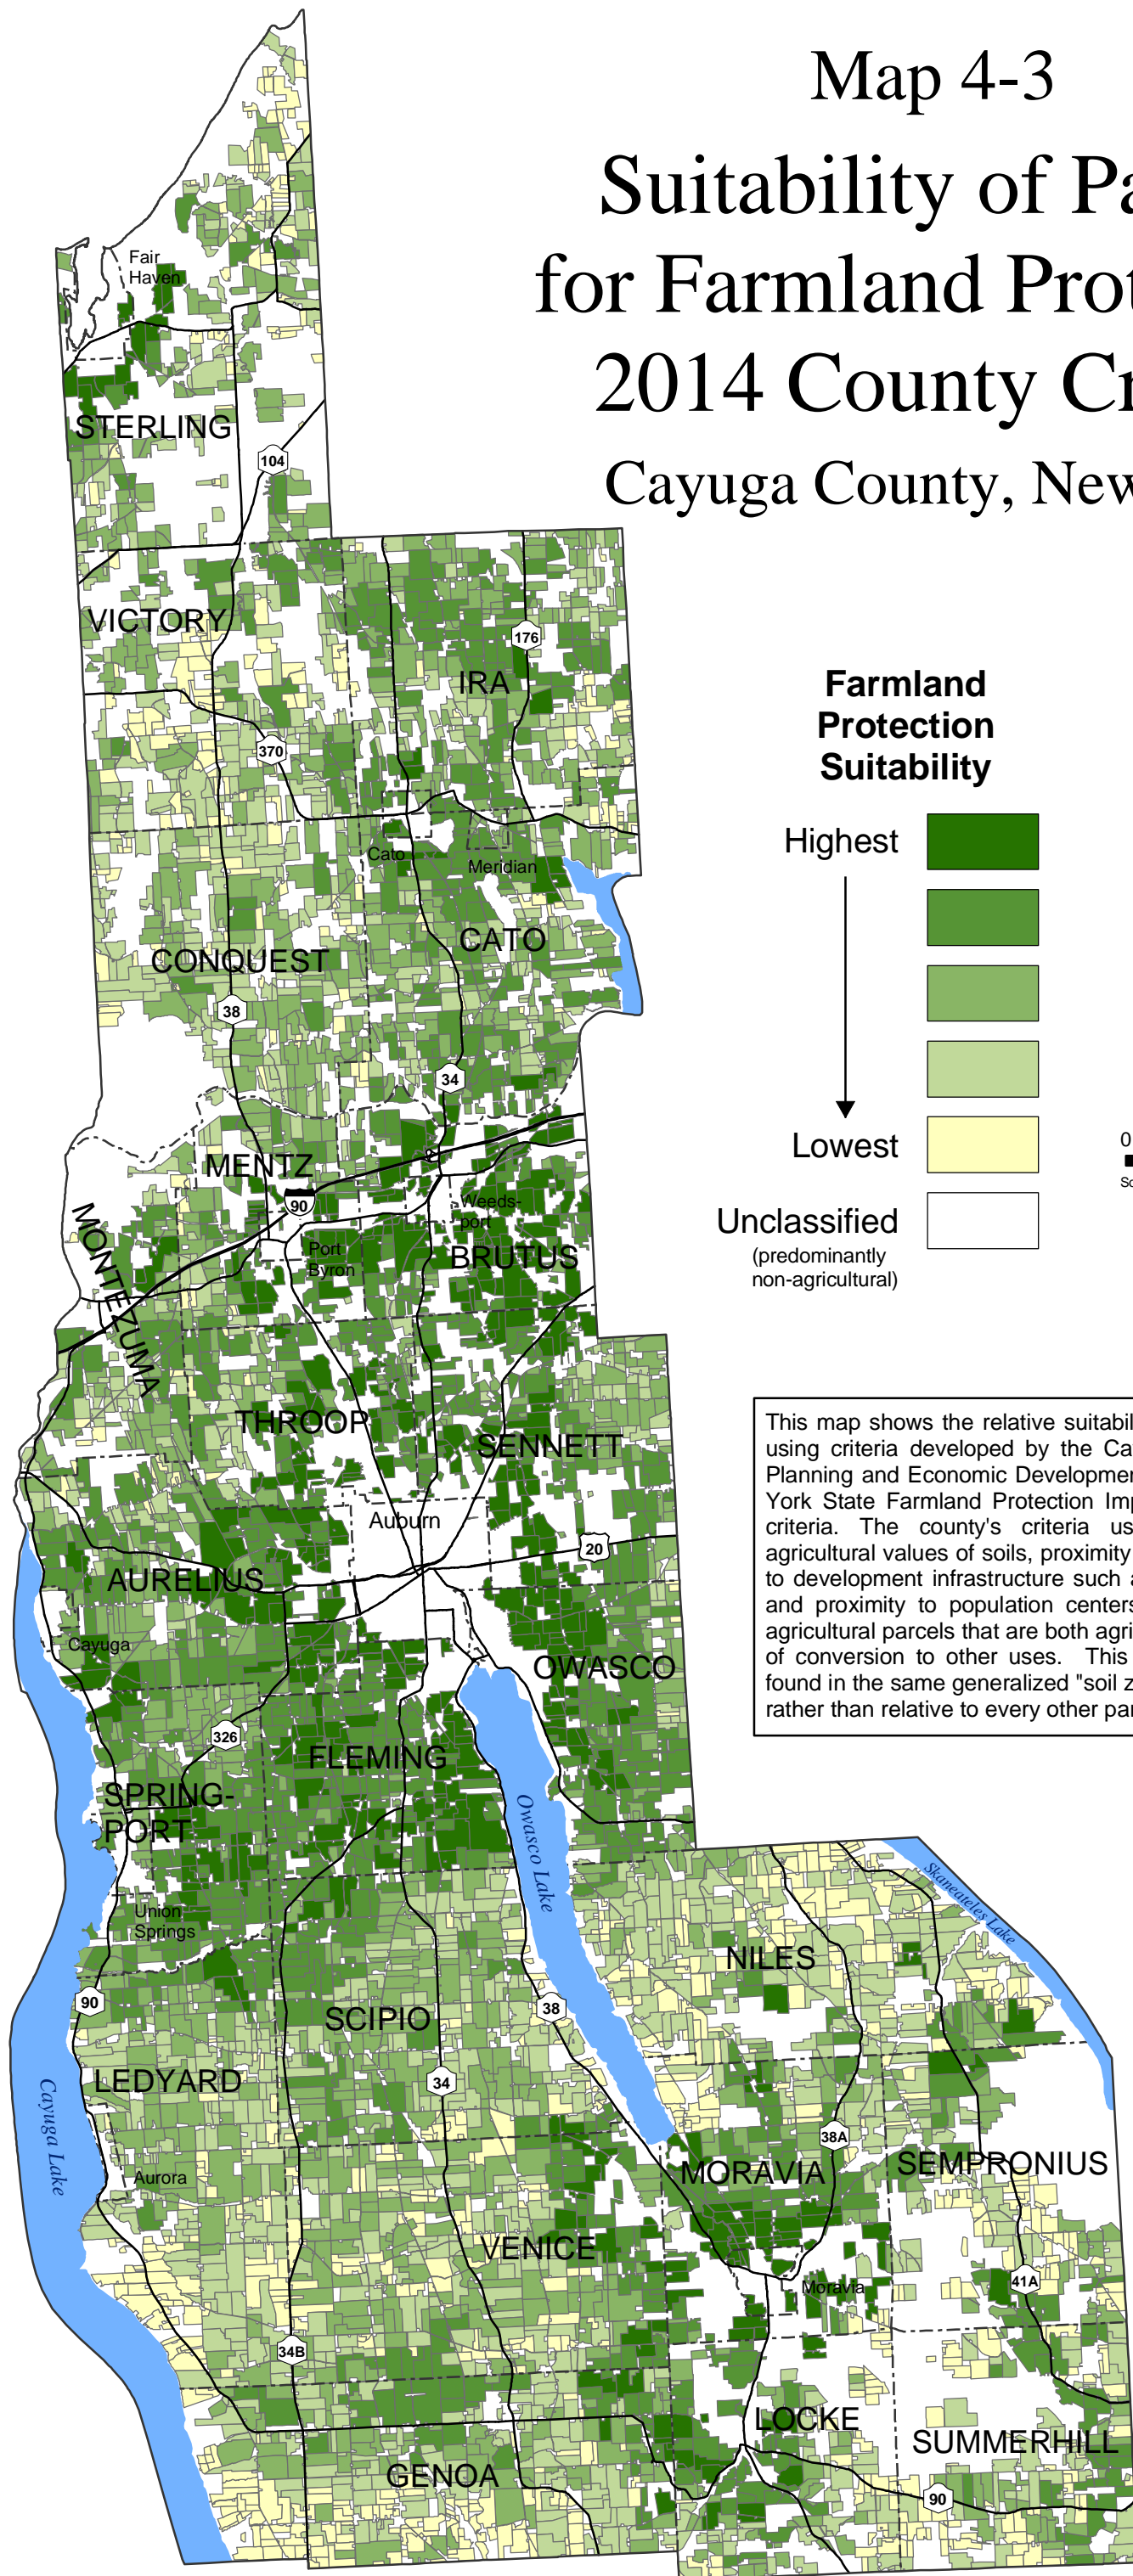 Map 4-3
Suitability of Pa
for Farmland Prot
2014 County Cr
Cayuga County, New
Farmland
Protection
Suitability
Highest
Lowest
Unclassified
(predominantly
non-agricultural)
0
Sc
This map shows the relative suitabil
using criteria developed by the Ca
Planning and Economic Developmen
York State Farmland Protection Imp
criteria. The county's criteria us
agricultural values of soils, proximity
to development infrastructure such a
and proximity to population centers
agricultural parcels that are both agri
of conversion to other uses. This
found in the same generalized "soil z
rather than relative to every other par
Fair
Haven
STERLING
104
VICTORY
176
IRA
370
Cato
Meridian
CATO
CONQUEST
38
34
MENTZ
90
Weeds-
port
MONTEZUMA
Port
Byron
BRUTUS
THROOP
SENNETT
Auburn
20
AURELIUS
Cayuga
OWASCO
326
FLEMING
SPRING-
PORT
Owasco Lake
Union
Springs
Skaneateles Lake
NILES
90
38
SCIPIO
LEDYARD
34
Cayuga Lake
38A
SEMPRONIUS
MORAVIA
Aurora
VENICE
41A
Moravia
34B
LOCKE
SUMMERHILL
GENOA
90